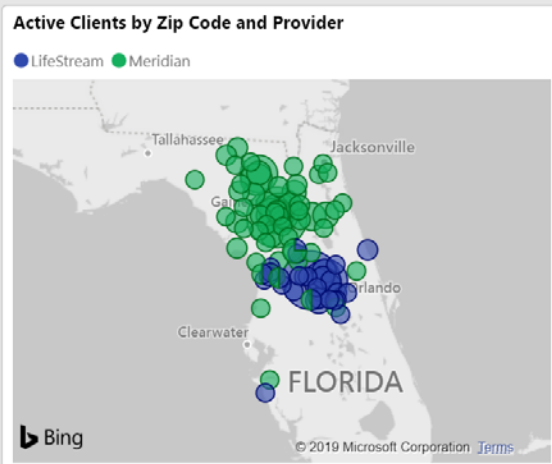 Active Clients by Zip Code and Provider
LifeStream Meridian
Tallahassee
Jacksonville
Orlando
Clearwater
FLORIDA
Bing
© 2019 Microsoft Corporation Terms